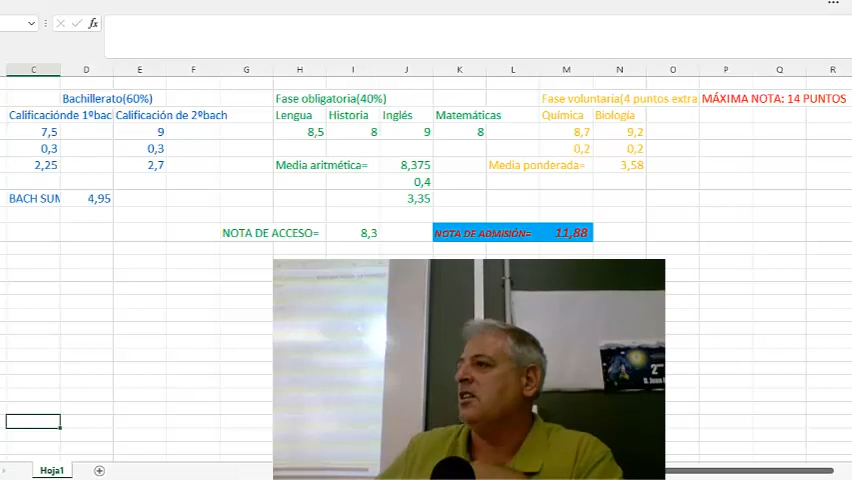 fx
C D E F G H I J K L M N O P Q R
Bachillerato(60%) Fase obligatoria(40%) Fase voluntaria(4 puntos extra MÁXIMA NOTA: 14 PUNTOS
Calificaciónde 1ºbac Calificación de 2ºbach Lengua Historia Inglés Matemáticas Química Biología
7,5 9 8,5 8 9 8 8,7 9,2
0,3 0,3 0,2 0,2
2,25 2,7 Media aritmética= 8,375 Media ponderada= 3,58
0,4
BACH SUM 4,95 3,35
NOTA DE ACCESO= 8,3 NOTA DE ADMISIÓN= 11,88
2º
Hoja1